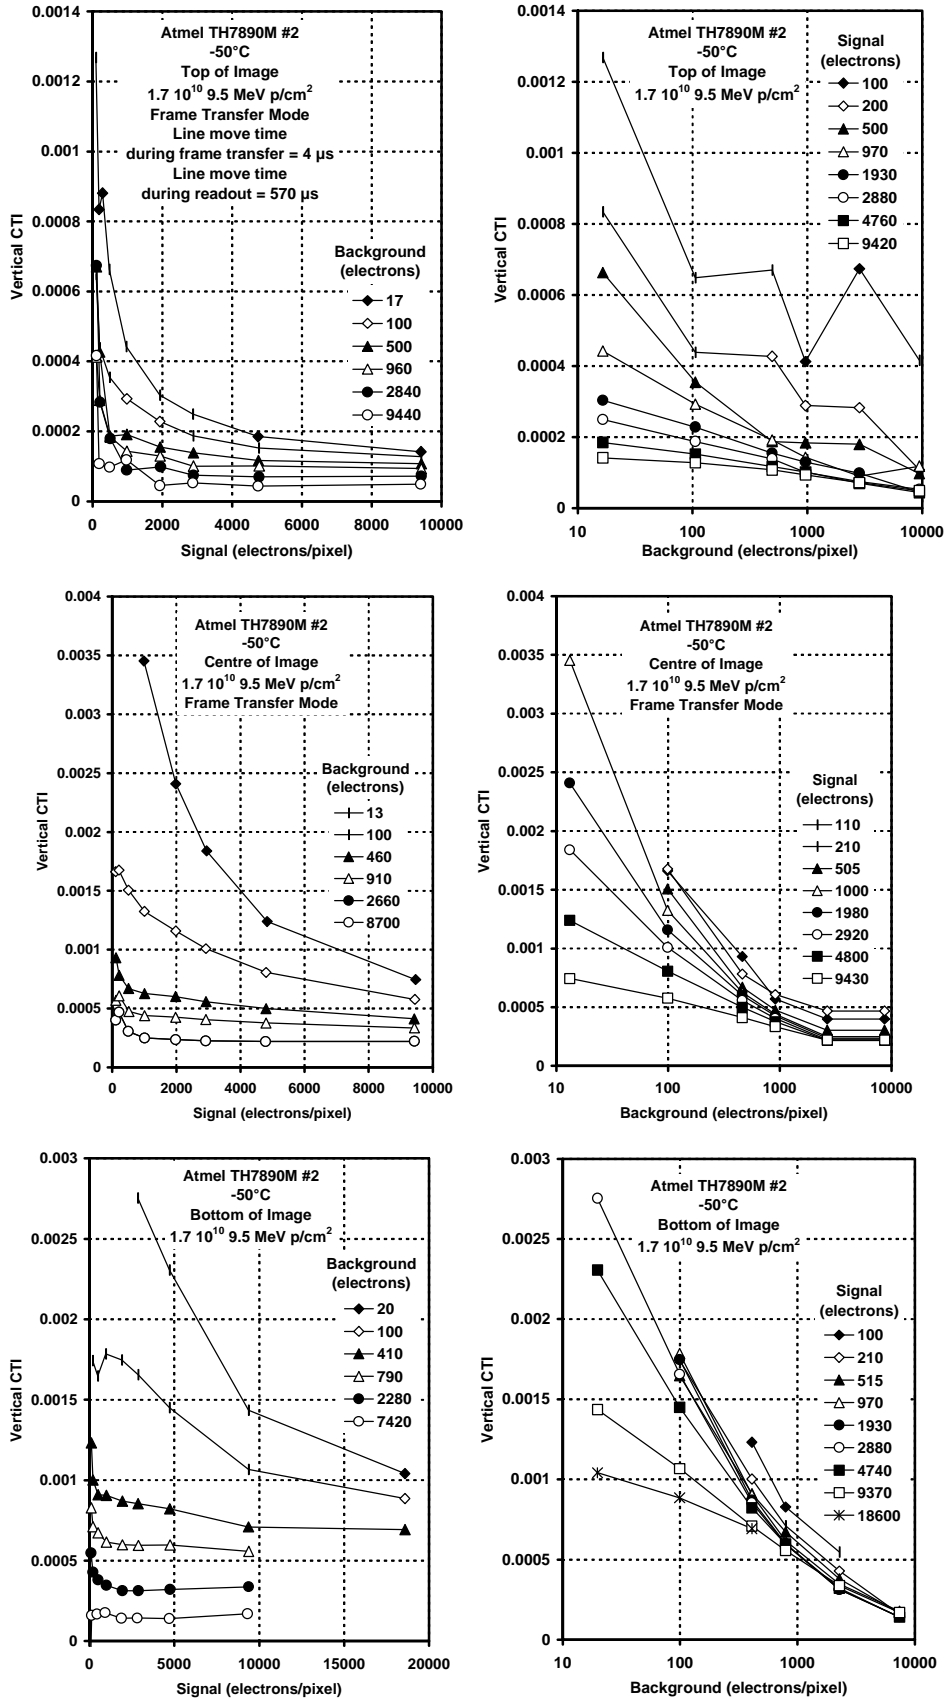 0.0014
0.0012
0.001
0.0008
0.0006
0.0004
0.0002
0
Vertical CTI
Atmel TH7890M #2
-50°C
Top of Image
1.7 10¹⁰ 9.5 MeV p/cm²
Frame Transfer Mode
Line move time
during frame transfer = 4 µs
Line move time
during readout = 570 µs
Background
(electrons)
17
100
500
960
2840
9440
0 2000 4000 6000 8000 10000
Signal (electrons/pixel)
0.0014
0.0012
0.001
0.0008
0.0006
0.0004
0.0002
0
Vertical CTI
Atmel TH7890M #2
-50°C
Top of Image
1.7 10¹⁰ 9.5 MeV p/cm²
Signal
(electrons)
100
200
500
970
1930
2880
4760
9420
10 100 1000 10000
Background (electrons/pixel)
0.004
0.0035
0.003
0.0025
0.002
0.0015
0.001
0.0005
0
Vertical CTI
Atmel TH7890M #2
-50°C
Centre of Image
1.7 10¹⁰ 9.5 MeV p/cm²
Frame Transfer Mode
Background
(electrons)
13
100
460
910
2660
8700
0 2000 4000 6000 8000 10000
Signal (electrons/pixel)
0.004
0.0035
0.003
0.0025
0.002
0.0015
0.001
0.0005
0
Vertical CTI
Atmel TH7890M #2
-50°C
Centre of Image
1.7 10¹⁰ 9.5 MeV p/cm²
Frame Transfer Mode
Signal
(electrons)
110
210
505
1000
1980
2920
4800
9430
10 100 1000 10000
Background (electrons/pixel)
0.003
0.0025
0.002
0.0015
0.001
0.0005
0
Vertical CTI
Atmel TH7890M #2
-50°C
Bottom of Image
1.7 10¹⁰ 9.5 MeV p/cm²
Background
(electrons)
20
100
410
790
2280
7420
0 5000 10000 15000 20000
Signal (electrons/pixel)
0.003
0.0025
0.002
0.0015
0.001
0.0005
0
Vertical CTI
Atmel TH7890M #2
-50°C
Bottom of Image
1.7 10¹⁰ 9.5 MeV p/cm²
Signal
(electrons)
100
210
515
970
1930
2880
4740
9370
18600
10 100 1000 10000
Background (electrons/pixel)